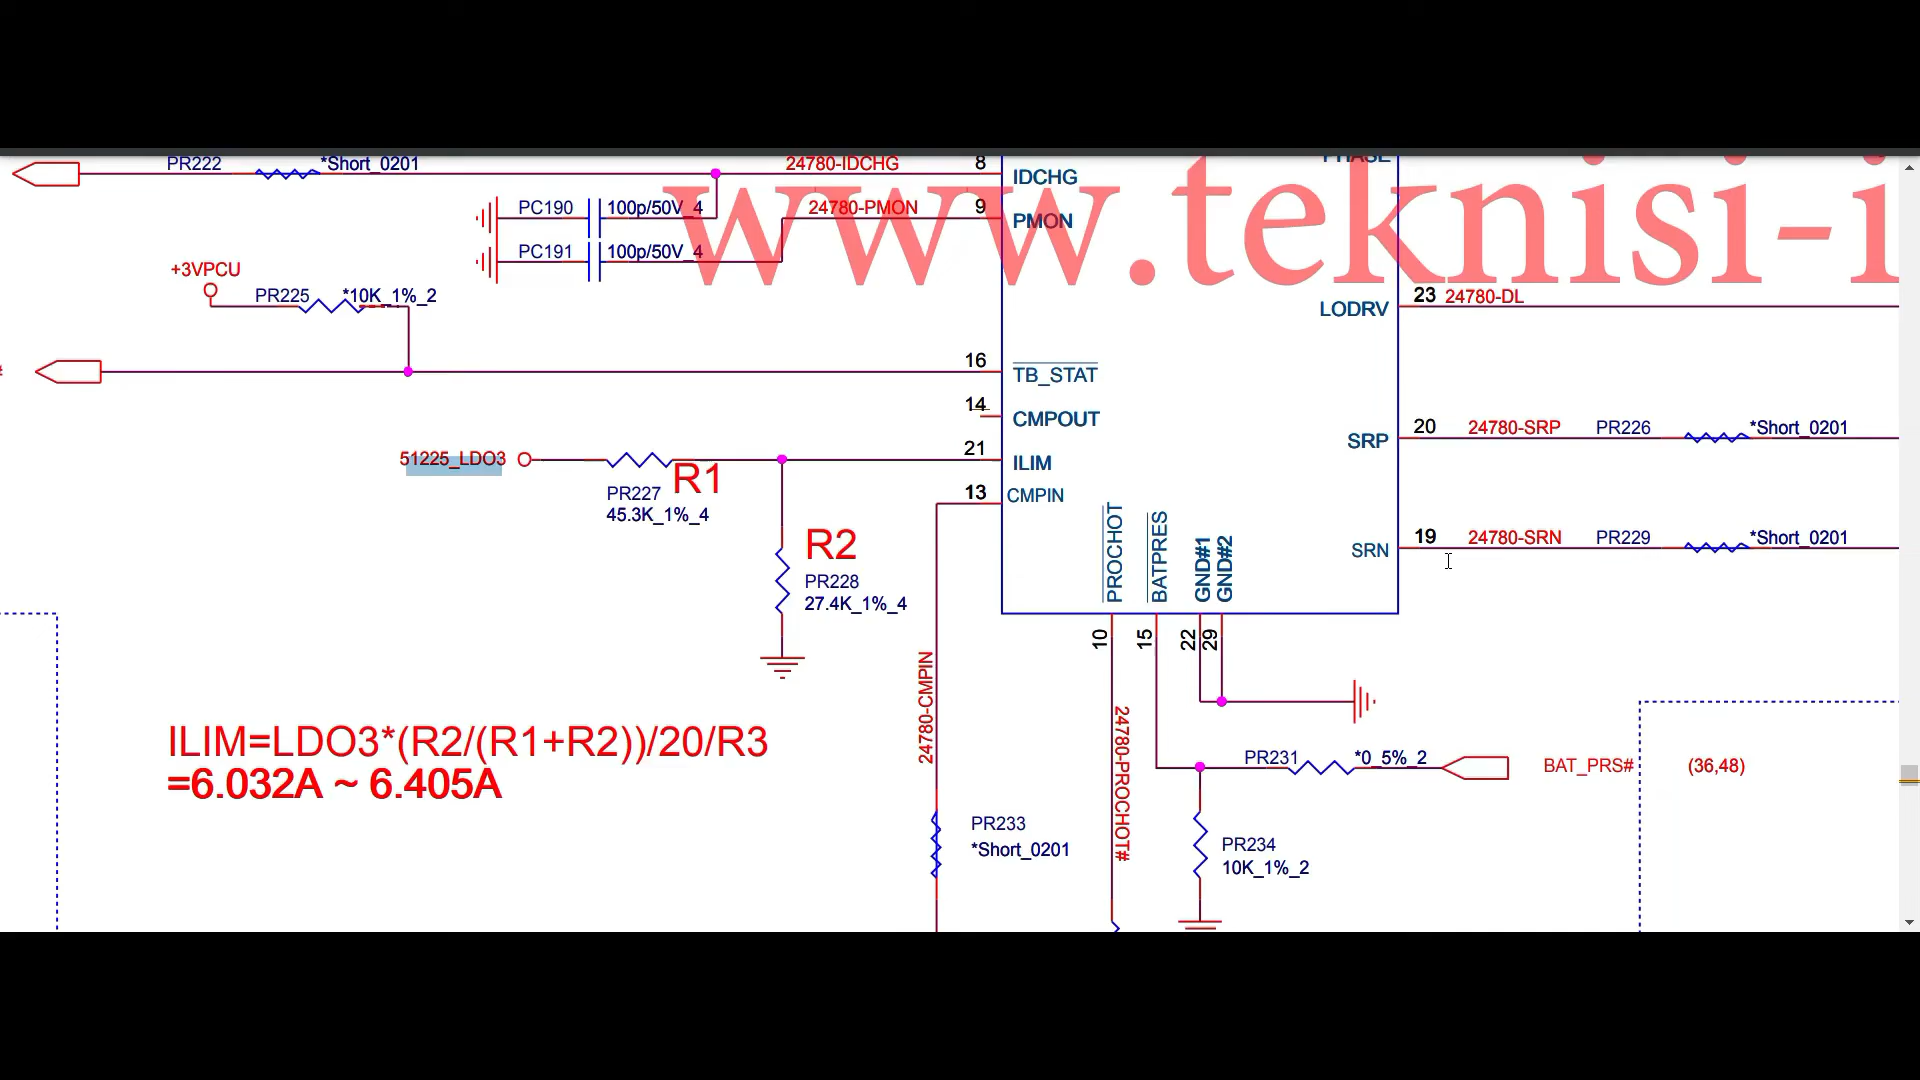 PHASE
PR222
*Short_0201
24780-IDCHG
8
IDCHG
PC190
100p/50V_4
24780-PMON
9
PMON
www.teknisi-i
PC191
100p/50V_4
+3VPCU
PR225
*10K_1%_2
LODRV
23
24780-DL
16
TB_STAT
14
CMPOUT
51225_LDO3
R1
21
ILIM
PR227
45.3K_1%_4
13
CMPIN
SRP
20
24780-SRP
PR226
*Short_0201
R2
PR228
27.4K_1%_4
PROCHOT
BATPRES
GND#1
GND#2
SRN
19
24780-SRN
PR229
*Short_0201
10
15
22
29
24780-CMPIN
24780-PROCHOT#
ILIM=LDO3*(R2/(R1+R2))/20/R3
=6.032A ~ 6.405A
PR231
*0_5%_2
BAT_PRS#
(36,48)
PR233
*Short_0201
PR234
10K_1%_2